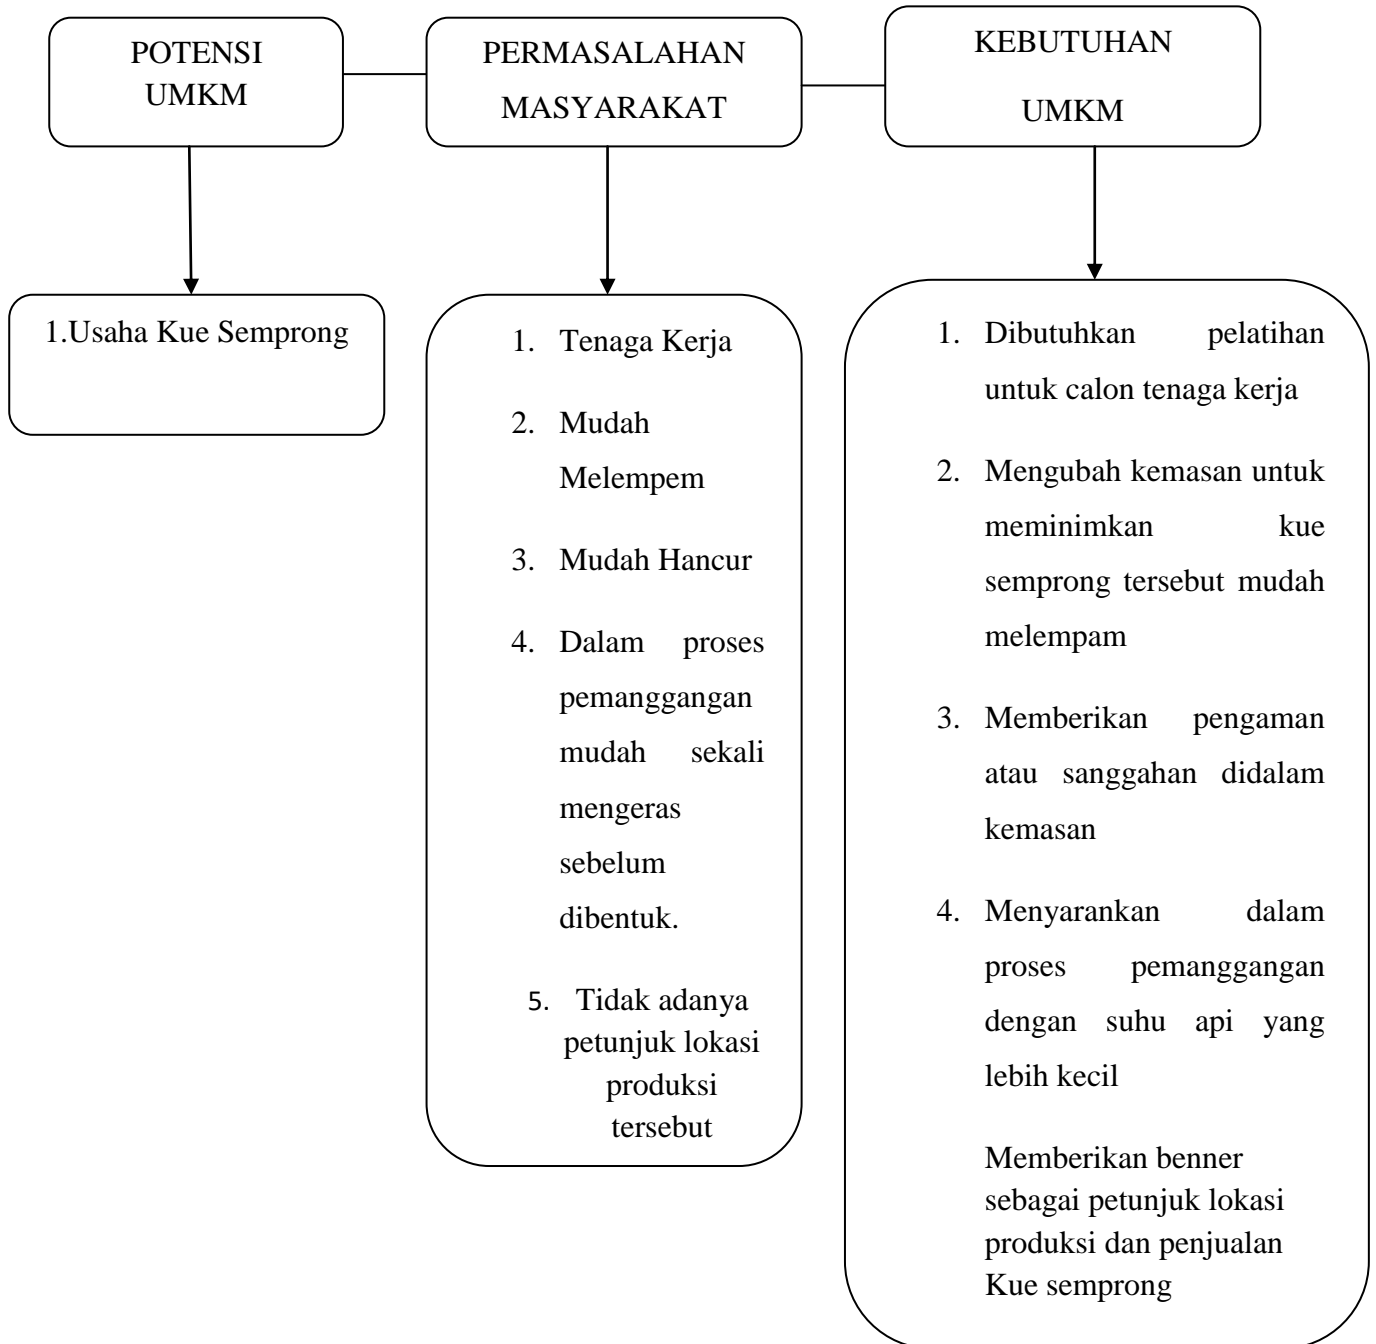 POTENSI
UMKM
PERMASALAHAN
MASYARAKAT
KEBUTUHAN
UMKM
1.Usaha Kue Semprong
1. Tenaga Kerja
2. Mudah
Melempem
3. Mudah Hancur
4. Dalam proses
pemanggangan
mudah sekali
mengeras
sebelum
dibentuk.
5. Tidak adanya
petunjuk lokasi
produksi
tersebut
1. Dibutuhkan pelatihan
untuk calon tenaga kerja
2. Mengubah kemasan untuk
meminimkan kue
semprong tersebut mudah
melempam
3. Memberikan pengaman
atau sanggahan didalam
kemasan
4. Menyarankan dalam
proses pemanggangan
dengan suhu api yang
lebih kecil
Memberikan benner
sebagai petunjuk lokasi
produksi dan penjualan
Kue semprong